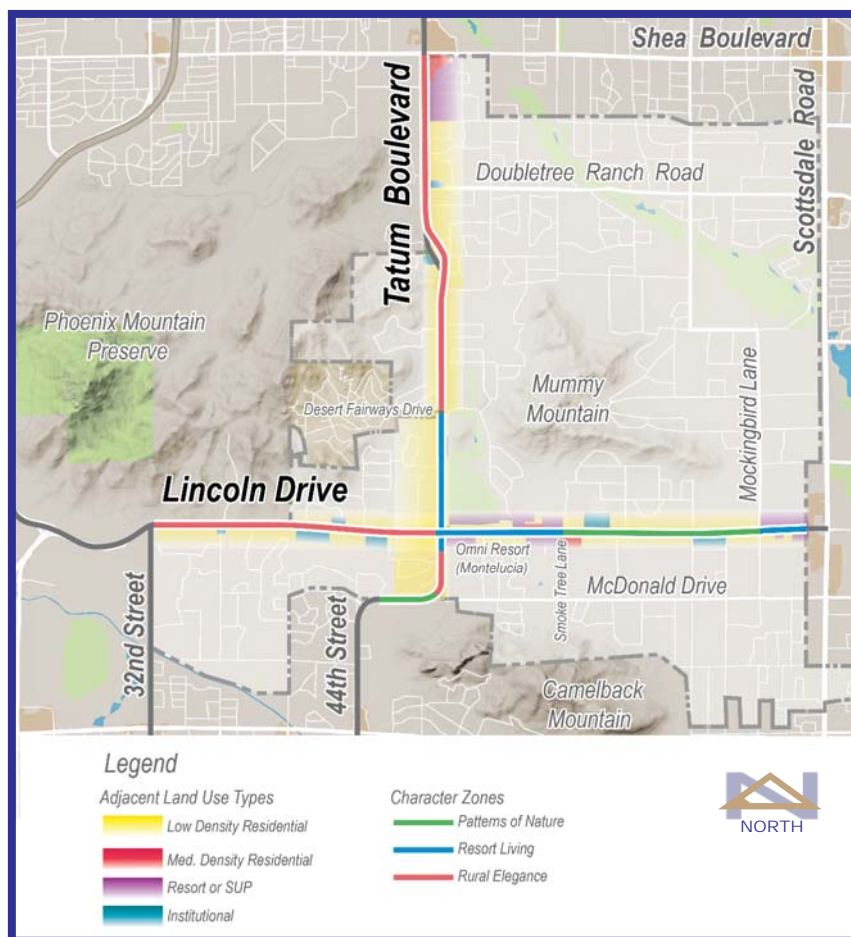 Shea Boulevard
Tatum Boulevard
Scottsdale Road
Doubletree Ranch Road
Phoenix Mountain
Preserve
Mummy
Mountain
Mockingbird Lane
Desert Fairways Drive
Lincoln Drive
Omni Resort
(Montelucia)
Smoke Tree Lane
McDonald Drive
32nd Street
44th Street
Camelback
Mountain
Legend
Adjacent Land Use Types
Low Density Residential
Med. Density Residential
Resort or SUP
Institutional
Character Zones
Patterns of Nature
Resort Living
Rural Elegance
N
NORTH